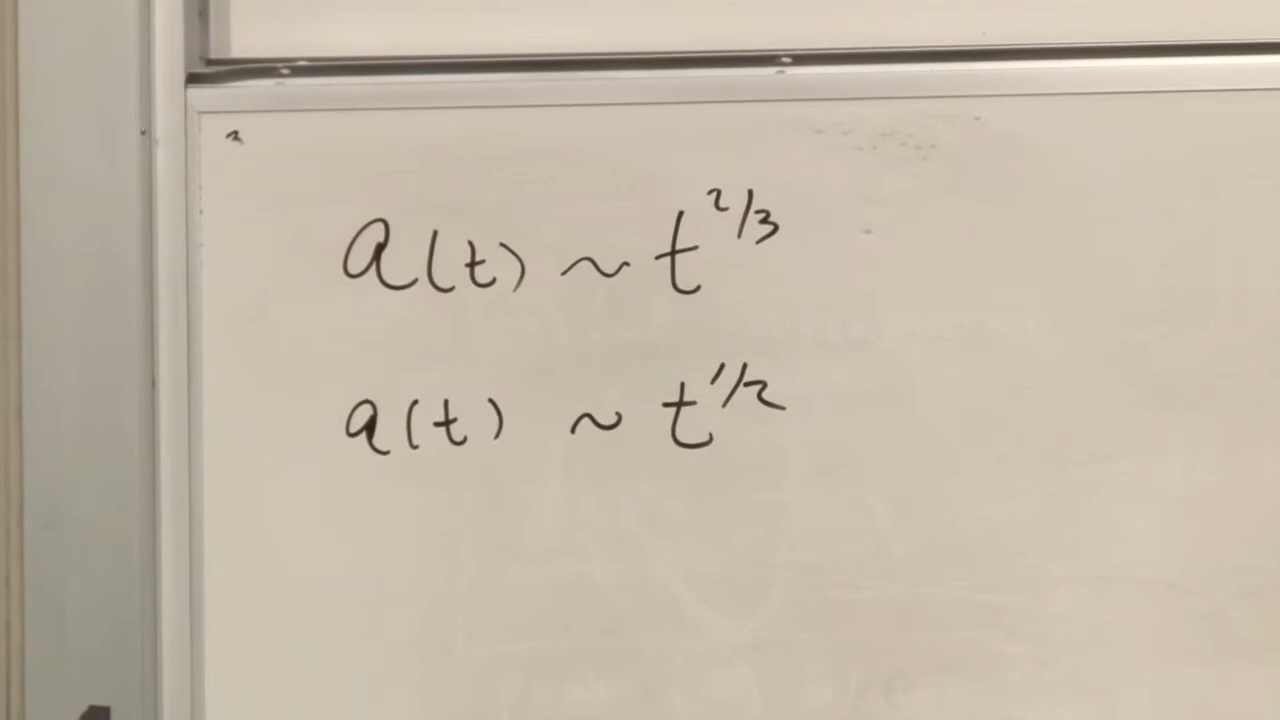 a(t) ~ t^{2/3}
a(t) ~ t^{1/2}